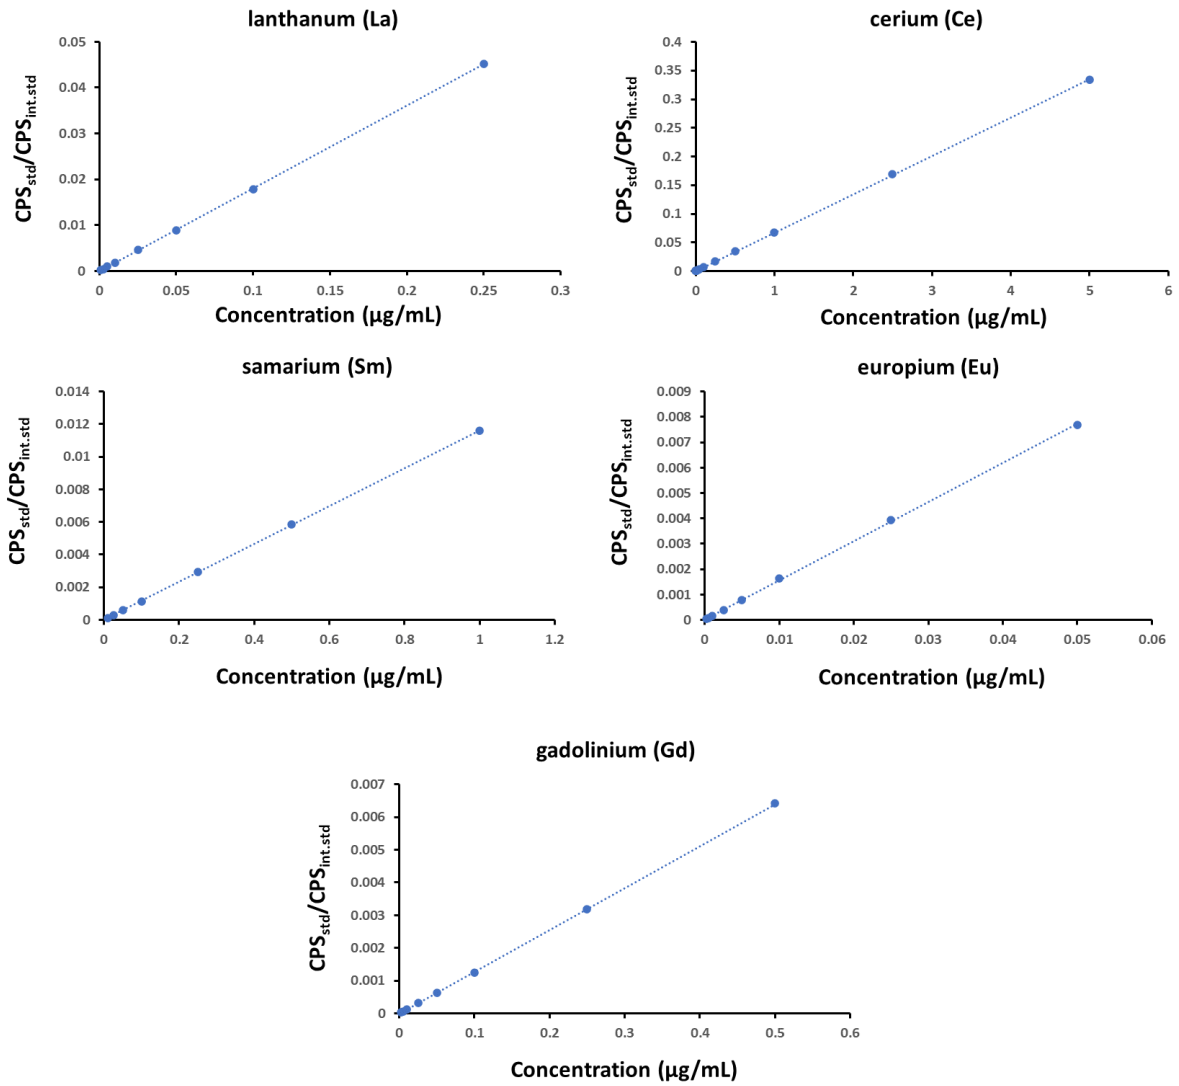 lanthanum (La)
0.05
0.04
0.03
0.02
0.01
0
CPSstd/CPSint.std
0 0.05 0.1 0.15 0.2 0.25 0.3
Concentration (µg/mL)
cerium (Ce)
0.4
0.35
0.3
0.25
0.2
0.15
0.1
0.05
0
CPSstd/CPSint.std
0 1 2 3 4 5 6
Concentration (µg/mL)
samarium (Sm)
0.014
0.012
0.01
0.008
0.006
0.004
0.002
0
CPSstd/CPSint.std
0 0.2 0.4 0.6 0.8 1 1.2
Concentration (µg/mL)
europium (Eu)
0.009
0.008
0.007
0.006
0.005
0.004
0.003
0.002
0.001
0
CPSstd/CPSint.std
0 0.01 0.02 0.03 0.04 0.05 0.06
Concentration (µg/mL)
gadolinium (Gd)
0.007
0.006
0.005
0.004
0.003
0.002
0.001
0
CPSstd/CPSint.std
0 0.1 0.2 0.3 0.4 0.5 0.6
Concentration (µg/mL)